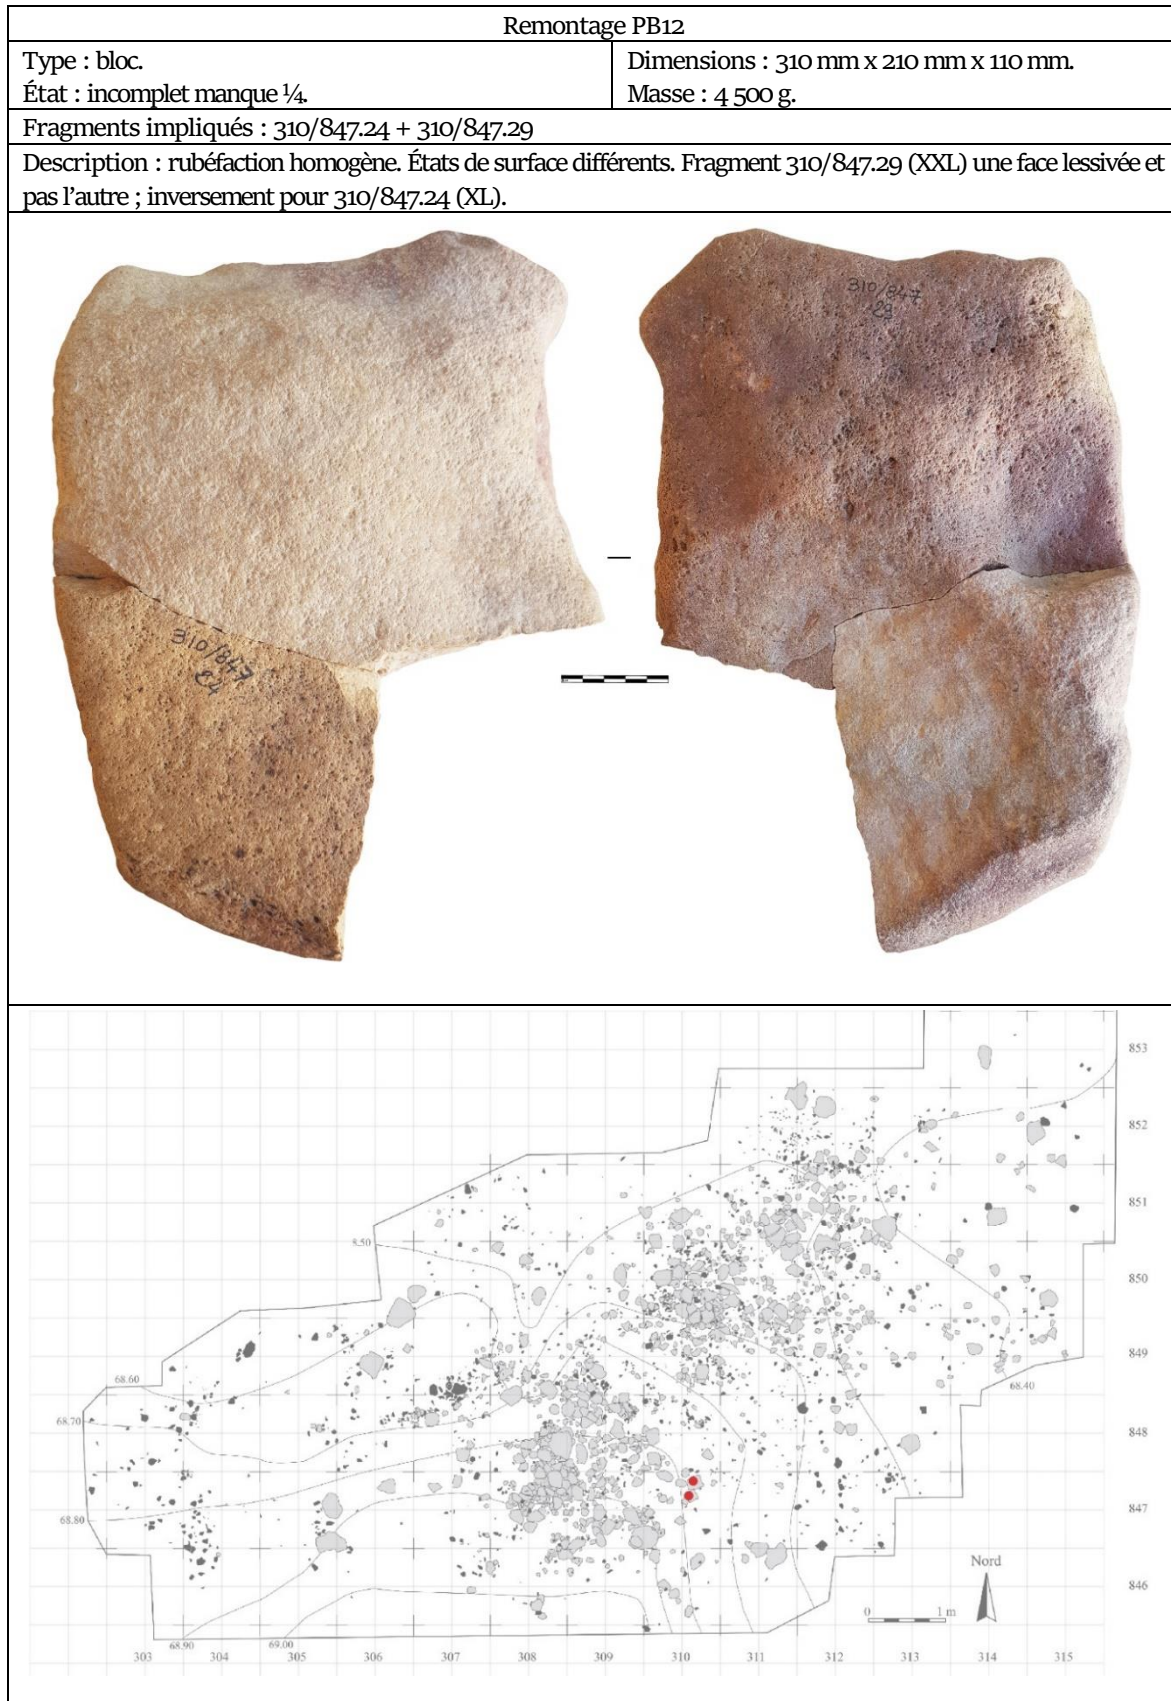 Remontage PB12
Type : bloc.
État : incomplet manque ¼.
Dimensions : 310 mm x 210 mm x 110 mm.
Masse : 4 500 g.
Fragments impliqués : 310/847.24 + 310/847.29
Description : rubéfaction homogène. États de surface différents. Fragment 310/847.29 (XXL) une face lessivée et
pas l'autre ; inversement pour 310/847.24 (XL).
310/847
29
310/847
24
853
852
851
8.50
850
849
68.60
68.40
68.70
848
847
68.80
Nord
846
0 1 m
68.90 69.00
303 304 305 306 307 308 309 310 311 312 313 314 315